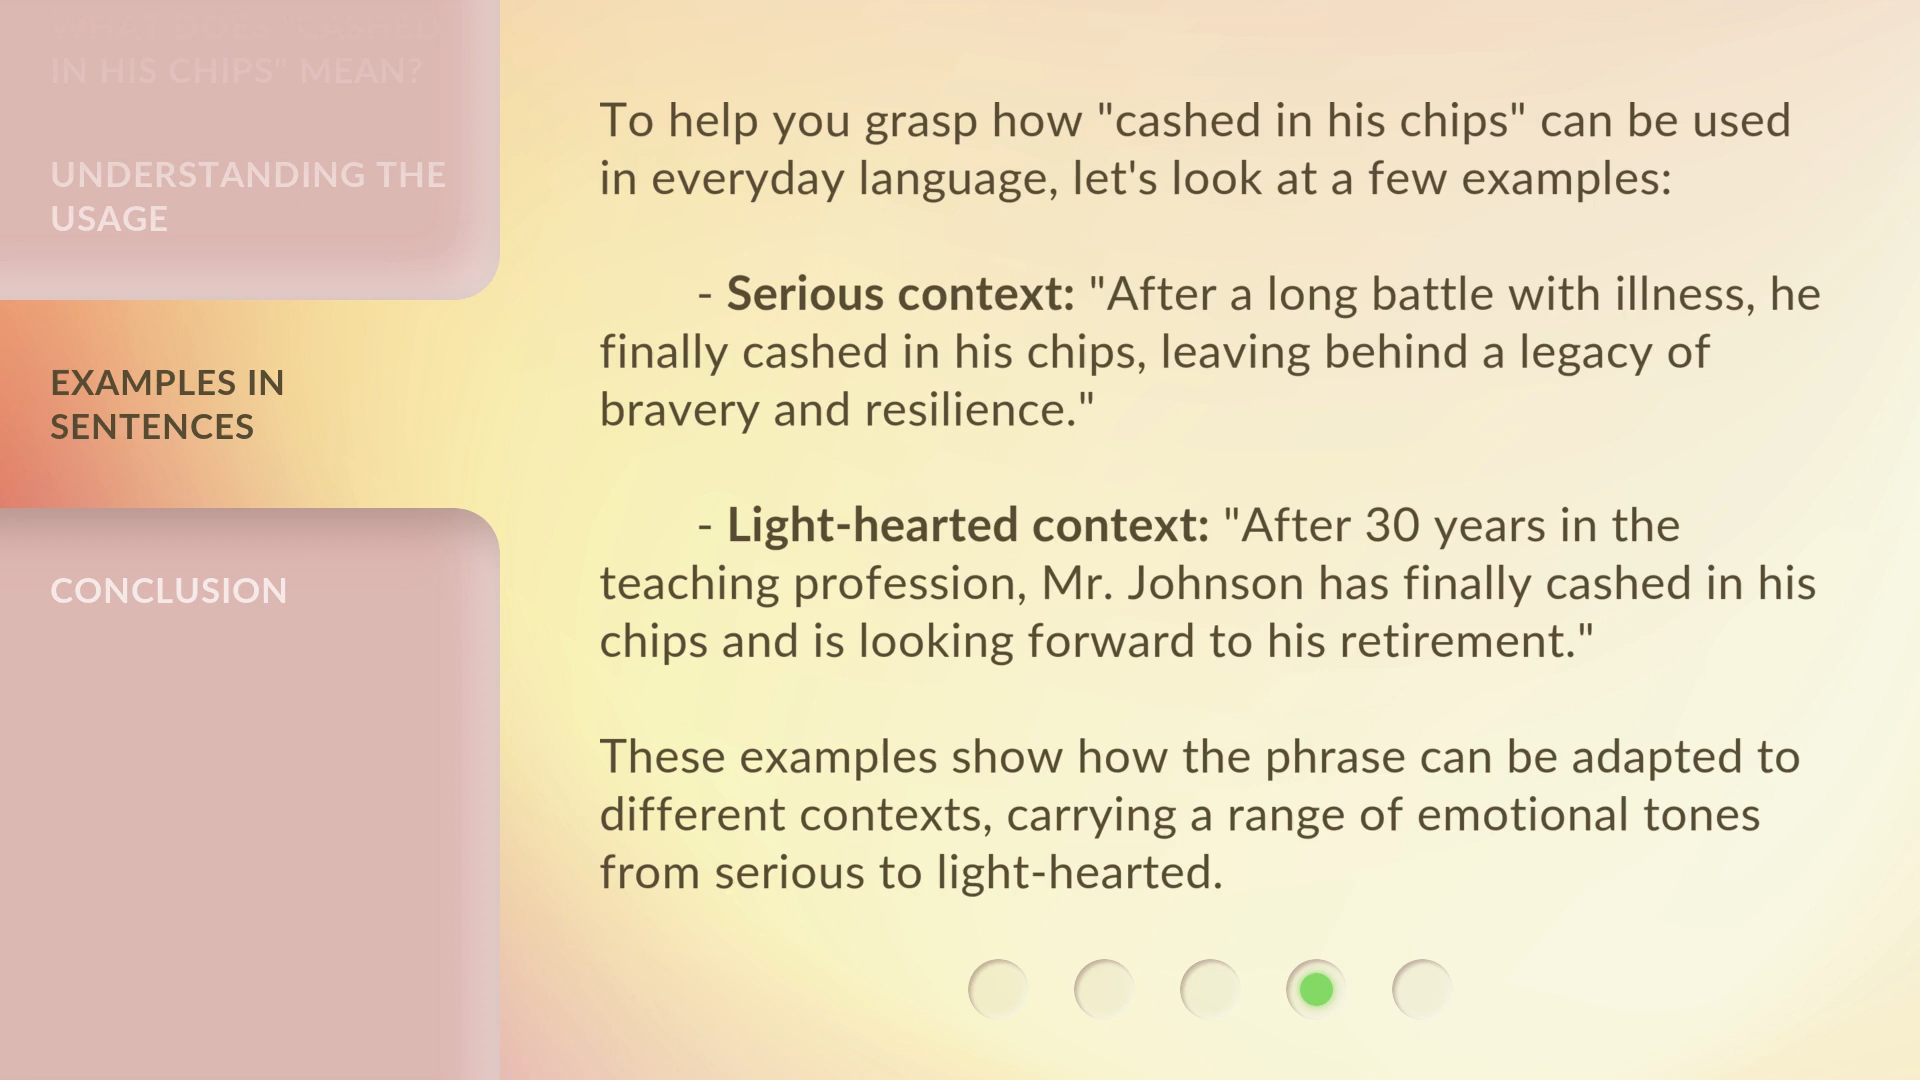 WHAT DOES "CASHED
IN HIS CHIPS" MEAN?
UNDERSTANDING THE
USAGE
EXAMPLES IN
SENTENCES
CONCLUSION
To help you grasp how "cashed in his chips" can be used
in everyday language, let's look at a few examples:
- Serious context: "After a long battle with illness, he
finally cashed in his chips, leaving behind a legacy of
bravery and resilience."
- Light-hearted context: "After 30 years in the
teaching profession, Mr. Johnson has finally cashed in his
chips and is looking forward to his retirement."
These examples show how the phrase can be adapted to
different contexts, carrying a range of emotional tones
from serious to light-hearted.